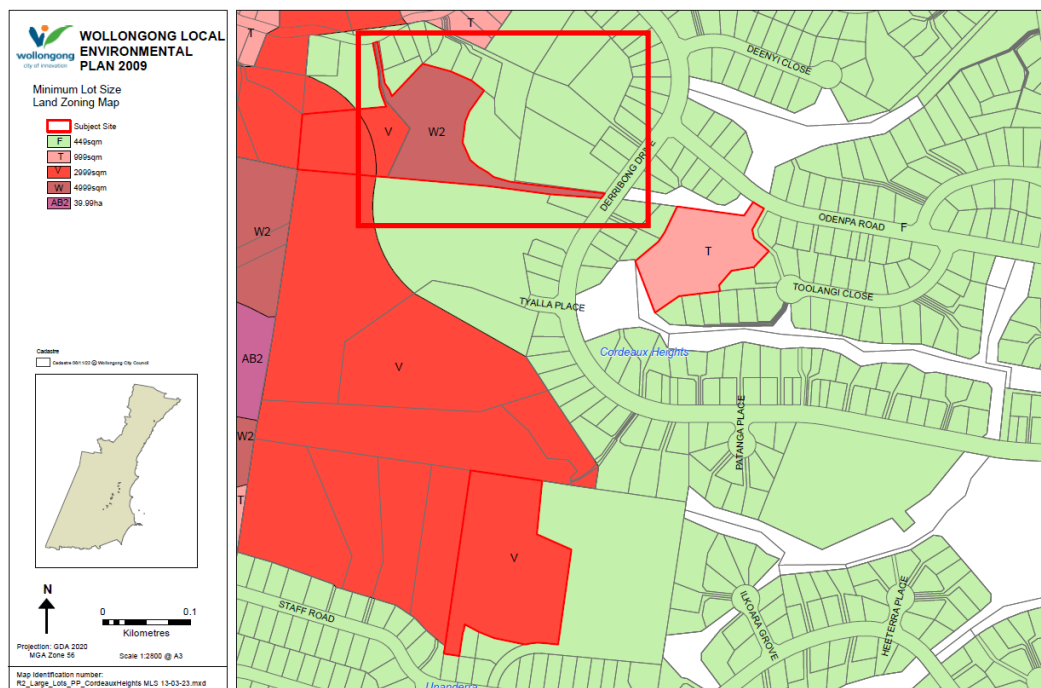 wollongong
city of innovation
WOLLONGONG LOCAL
ENVIRONMENTAL
PLAN 2009
Minimum Lot Size
Land Zoning Map
Subject Site
F 449sqm
T 999sqm
V 2999sqm
W 4999sqm
AB2 39.99ha
Cadastre
Cadastre 09/11/22 @ Wollongong City Council
N
0 0.1
Kilometres
Projection: GDA 2020
MGA Zone 56
Scale 1:2800 @ A3
Map Identification number:
R2_Large_Lots_PP_CordeauxHeights MLS 13-03-23.mxd
T
T
DEENYI CLOSE
V
W2
DERRIBONG DRIVE
W2
ODENPA ROAD
F
T
TOOLANGI CLOSE
TYALLA PLACE
Cordeaux Heights
AB2
V
PATANGA PLACE
W2
T
V
STAFF ROAD
ILKOARA GROVE
HEETERRA PLACE
Unanderra